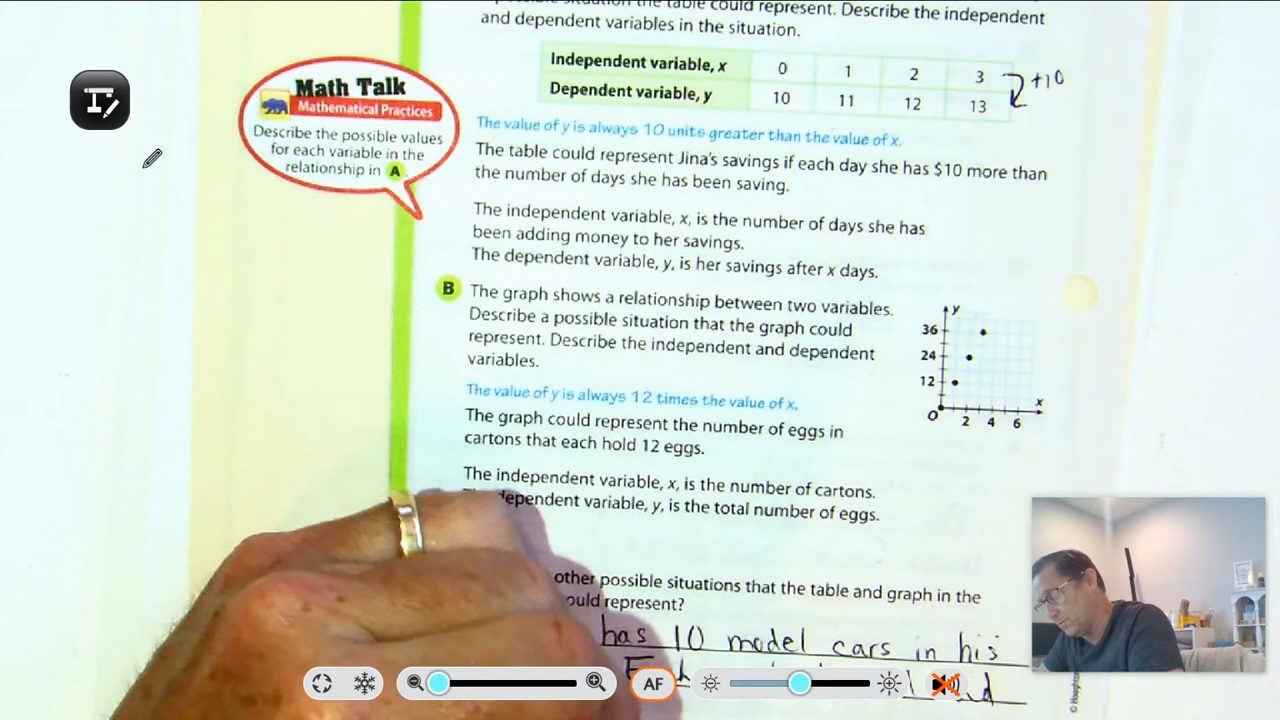 situation the table could represent. Describe the independent
and dependent variables in the situation.
Independent variable, x 0 1 2 3
Dependent variable, y 10 11 12 13
+10
Math Talk
Mathematical Practices
Describe the possible values
for each variable in the
relationship in A.
The value of y is always 10 units greater than the value of x.
The table could represent Jina's savings if each day she has $10 more than
the number of days she has been saving.
The independent variable, x, is the number of days she has
been adding money to her savings.
The dependent variable, y, is her savings after x days.
B The graph shows a relationship between two variables.
Describe a possible situation that the graph could
represent. Describe the independent and dependent
variables.
y
36
24
12
O 2 4 6
x
The value of y is always 12 times the value of x.
The graph could represent the number of eggs in
cartons that each hold 12 eggs.
The independent variable, x, is the number of cartons.
dependent variable, y, is the total number of eggs.
other possible situations that the table and graph in the
ould represent?
has 10 model cars in his
AF